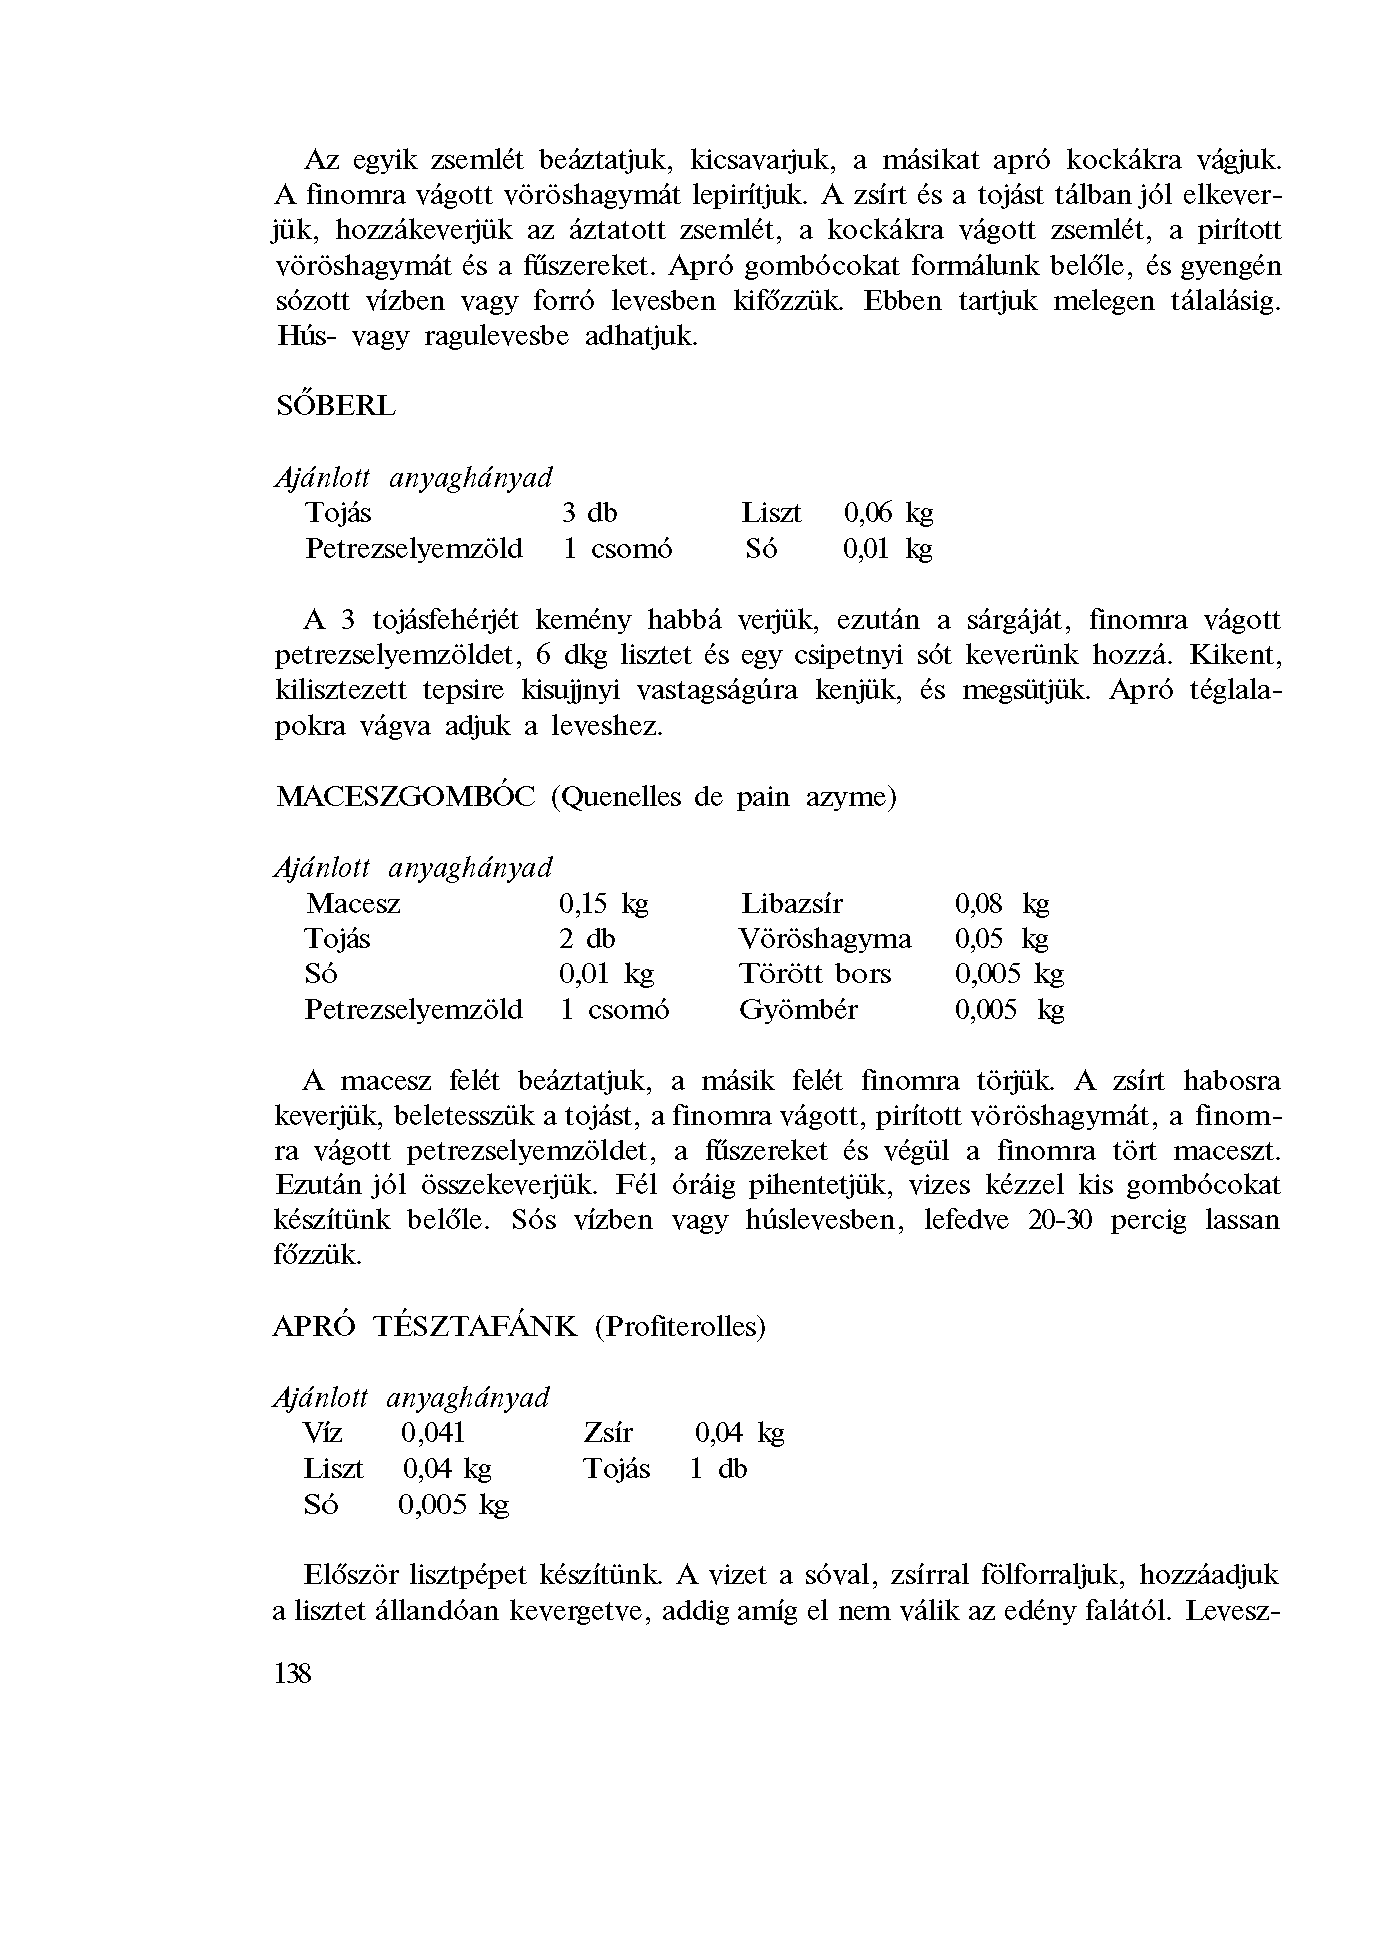 Az egyik zsemlét beáztatjuk, kicsavarjuk, a másikat apró kockákra vágjuk.
A finomra vágott vöröshagymát lepirítjuk. A zsírt és a tojást tálban jól elkever-
jük, hozzákeverjük az áztatott zsemlét, a kockákra vágott zsemlét, a pirított
vöröshagymát és a fűszereket. Apró gombócokat formálunk belőle, és gyengén
sózott vízben vagy forró levesben kifőzzük. Ebben tartjuk melegen tálalásig.
Hús- vagy ragulevesbe adhatjuk.
SŐBERL
Ajánlott anyaghányad
Tojás 3 db Liszt 0,06 kg
Petrezselyemzöld 1 csomó Só 0,01 kg
A 3 tojásfehérjét kemény habbá verjük, ezután a sárgáját, finomra vágott
petrezselyemzöldet, 6 dkg lisztet és egy csipetnyi sót keverünk hozzá. Kikent,
kilisztezett tepsire kisujjnyi vastagságúra kenjük, és megsütjük. Apró téglala-
pokra vágva adjuk a leveshez.
MACESZGOMBÓC (Quenelles de pain azyme)
Ajánlott anyaghányad
Macesz 0,15 kg Libazsír 0,08 kg
Tojás 2 db Vöröshagyma 0,05 kg
Só 0,01 kg Törött bors 0,005 kg
Petrezselyemzöld 1 csomó Gyömbér 0,005 kg
A macesz felét beáztatjuk, a másik felét finomra törjük. A zsírt habosra
keverjük, beletesszük a tojást, a finomra vágott, pirított vöröshagymát, a finom-
ra vágott petrezselyemzöldet, a fűszereket és végül a finomra tört maceszt.
Ezután jól összekeverjük. Fél óráig pihentetjük, vizes kézzel kis gombócokat
készítünk belőle. Sós vízben vagy húslevesben, lefedve 20-30 percig lassan
főzzük.
APRÓ TÉSZTAFÁNK (Profiterolles)
Ajánlott anyaghányad
Víz 0,041 Zsír 0,04 kg
Liszt 0,04 kg Tojás 1 db
Só 0,005 kg
Először lisztpépet készítünk. A vizet a sóval, zsírral fölforraljuk, hozzáadjuk
a lisztet állandóan kevergetve, addig amíg el nem válik az edény falától. Levesz-
138